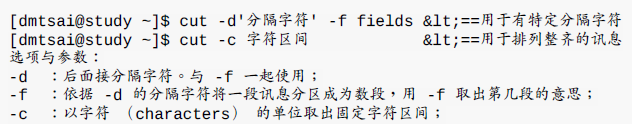 [dmtsai@study ~]$ cut -d'分隔字符' -f fields &lt;==用于有特定分隔字符
[dmtsai@study ~]$ cut -c 字符区间 &lt;==用于排列整齐的讯息
选项与参数：
-d ：后面接分隔字符。与 -f 一起使用；
-f ：依据 -d 的分隔字符将一段讯息分区成为数段，用 -f 取出第几段的意思；
-c ：以字符 （characters） 的单位取出固定字符区间；